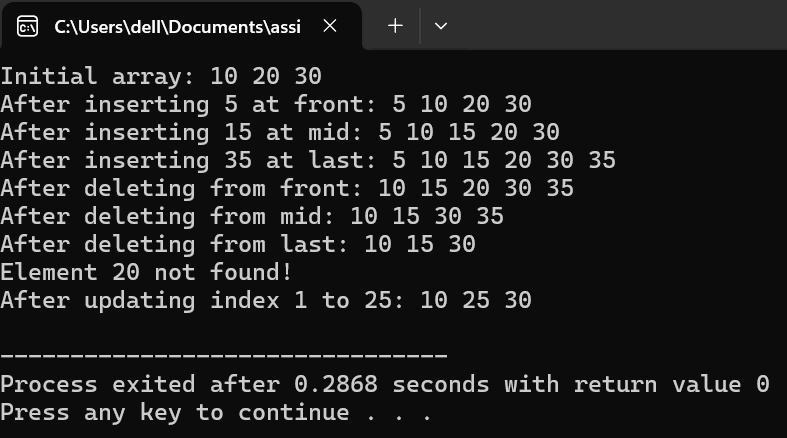 C:\Users\dell\Documents\assi
Initial array: 10 20 30
After inserting 5 at front: 5 10 20 30
After inserting 15 at mid: 5 10 15 20 30
After inserting 35 at last: 5 10 15 20 30 35
After deleting from front: 10 15 20 30 35
After deleting from mid: 10 15 30 35
After deleting from last: 10 15 30
Element 20 not found!
After updating index 1 to 25: 10 25 30
--------------------------------
Process exited after 0.2868 seconds with return value 0
Press any key to continue . . .